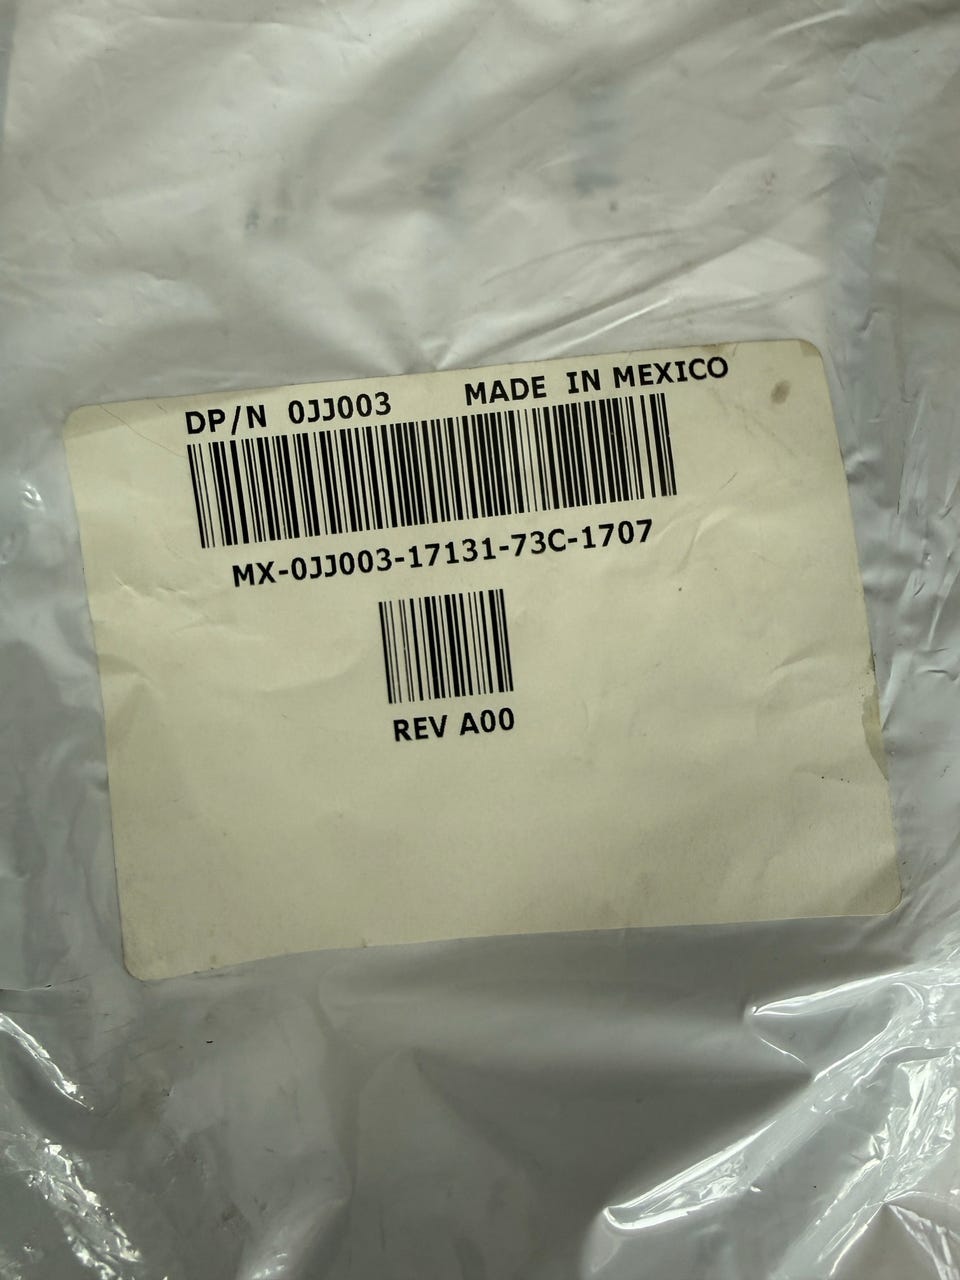 DP/N 0JJ003 MADE IN MEXICO
MX-0JJ003-17131-73C-1707
REV A00